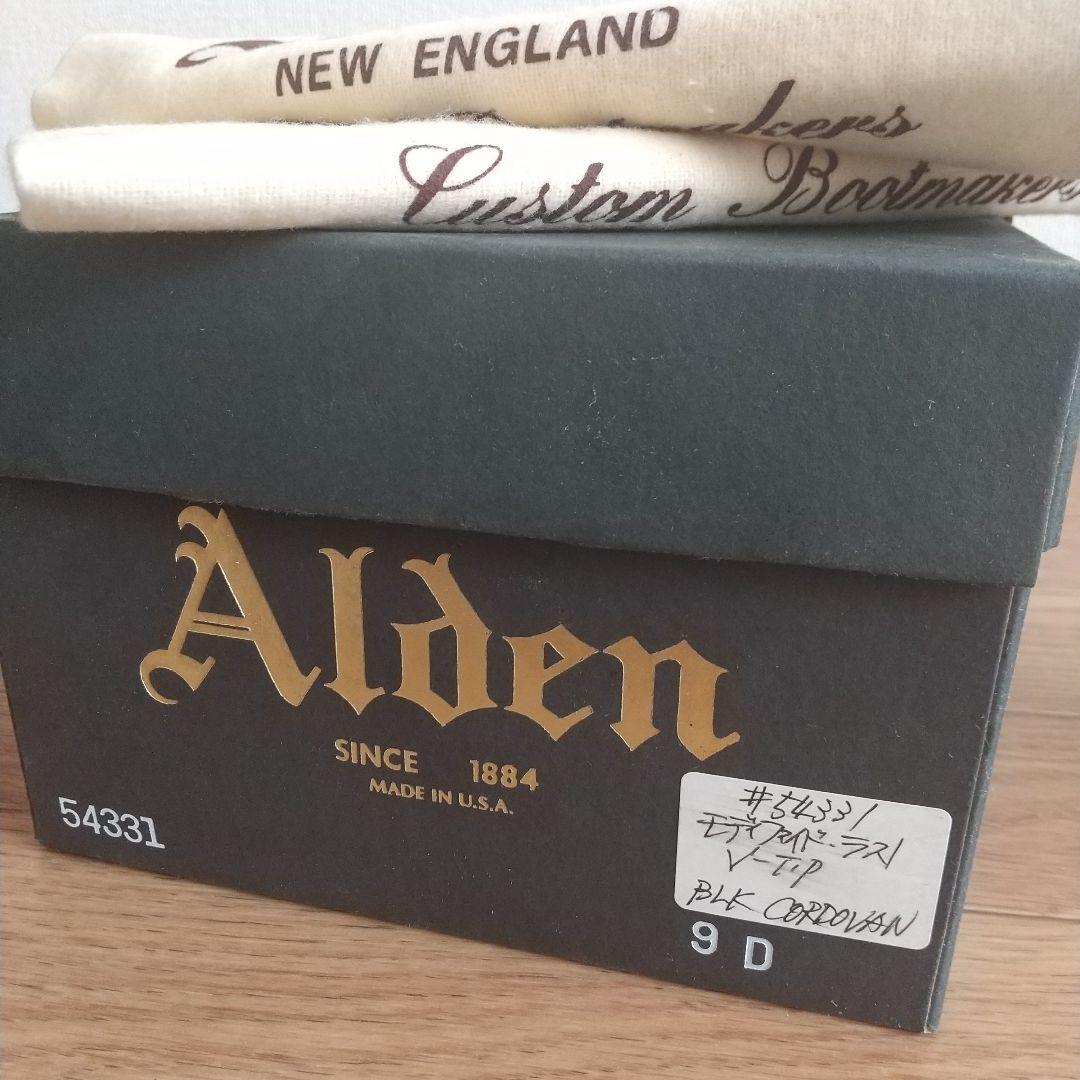 NEW ENGLAND
Custom Bootmakers
Alden
SINCE 1884
MADE IN U.S.A.
54331
#54331
モディファイド・ラスト
V-Tip
BLK CORDOVAN
9 D